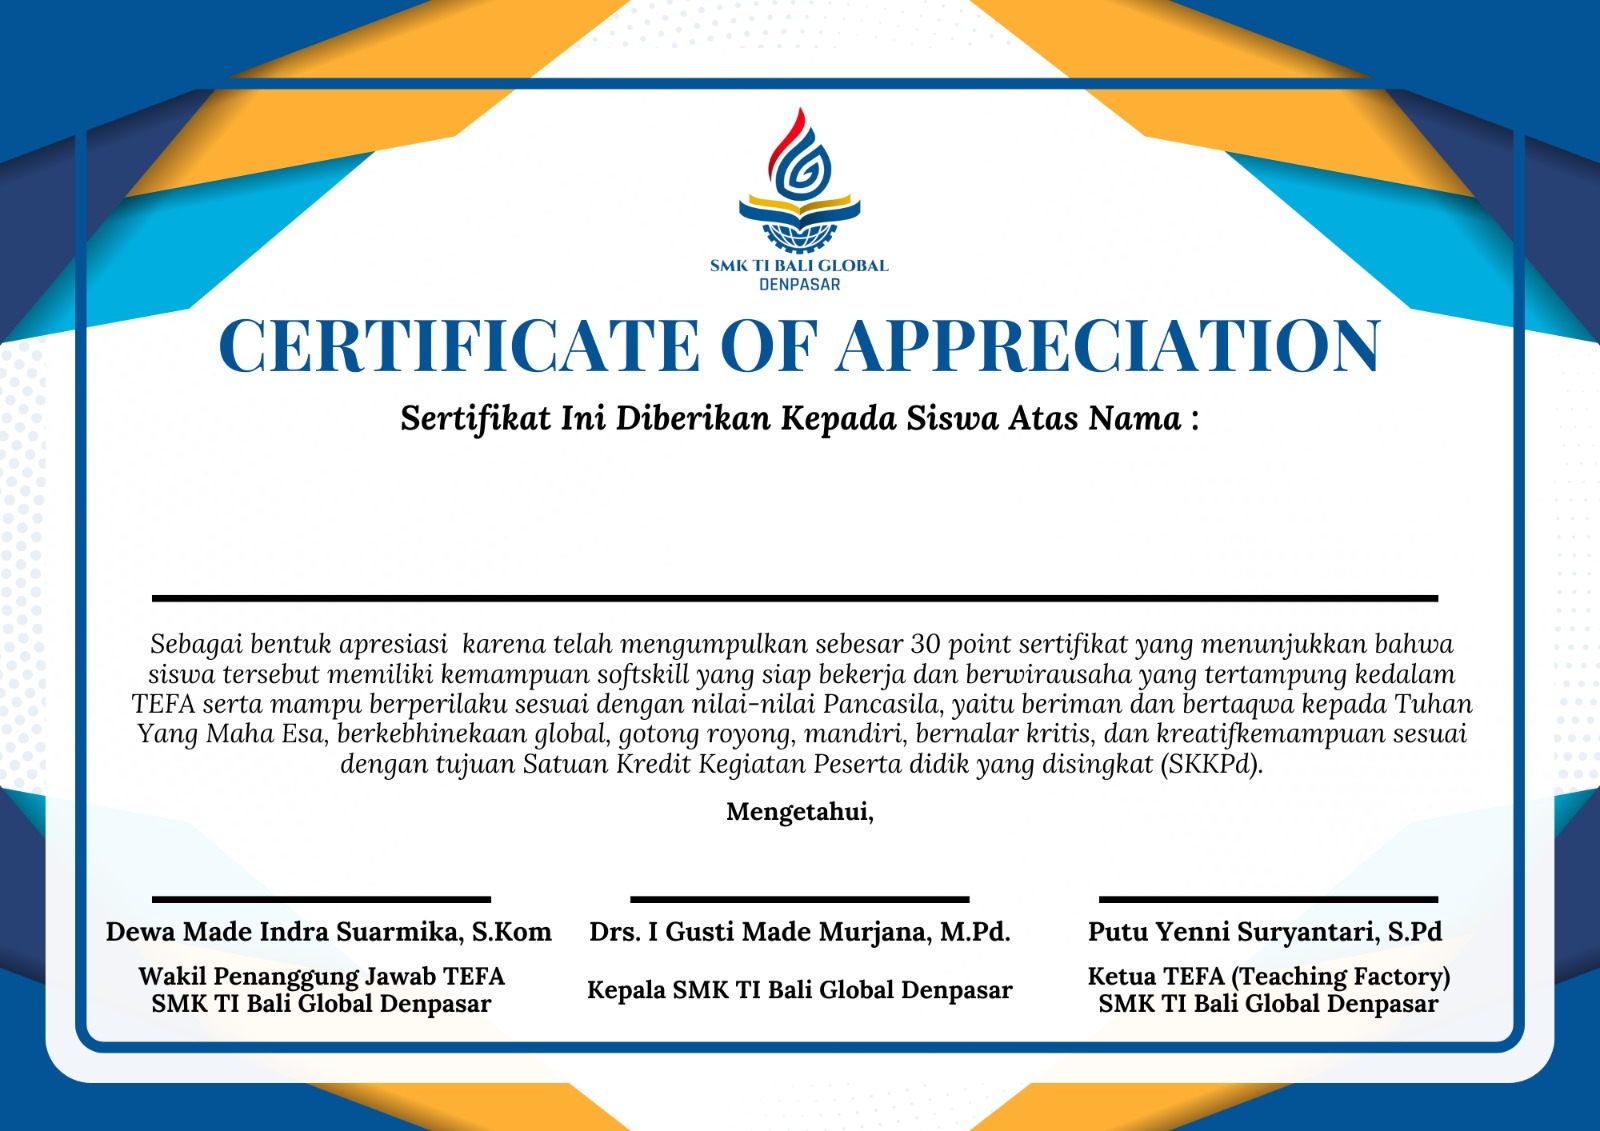 SMK TI BALI GLOBAL
DENPASAR
CERTIFICATE OF APPRECIATION
Sertifikat Ini Diberikan Kepada Siswa Atas Nama :
Sebagai bentuk apresiasi karena telah mengumpulkan sebesar 30 point sertifikat yang menunjukkan bahwa
siswa tersebut memiliki kemampuan softskill yang siap bekerja dan berwirausaha yang tertampung kedalam
TEFA serta mampu berperilaku sesuai dengan nilai-nilai Pancasila, yaitu beriman dan bertaqwa kepada Tuhan
Yang Maha Esa, berkebhinekaan global, gotong royong, mandiri, bernalar kritis, dan kreatifkemampuan sesuai
dengan tujuan Satuan Kredit Kegiatan Peserta didik yang disingkat (SKKPd).
Mengetahui,
Dewa Made Indra Suarmika, S.Kom
Wakil Penanggung Jawab TEFA
SMK TI Bali Global Denpasar
Drs. I Gusti Made Murjana, M.Pd.
Kepala SMK TI Bali Global Denpasar
Putu Yenni Suryantari, S.Pd
Ketua TEFA (Teaching Factory)
SMK TI Bali Global Denpasar